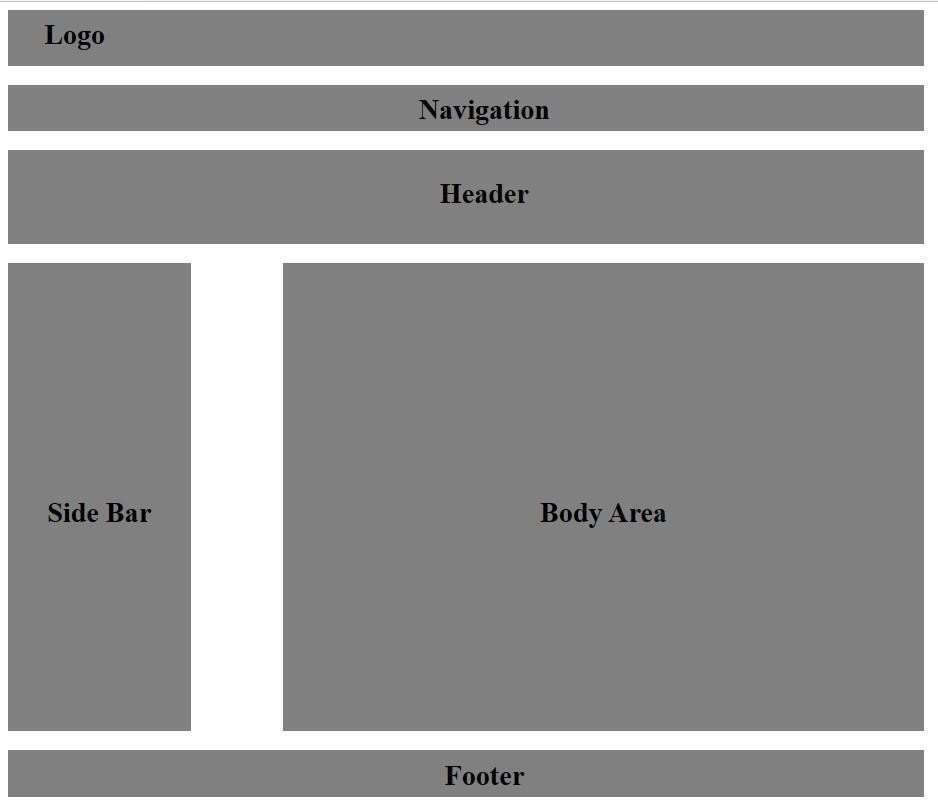 Logo
Navigation
Header
Side Bar
Body Area
Footer